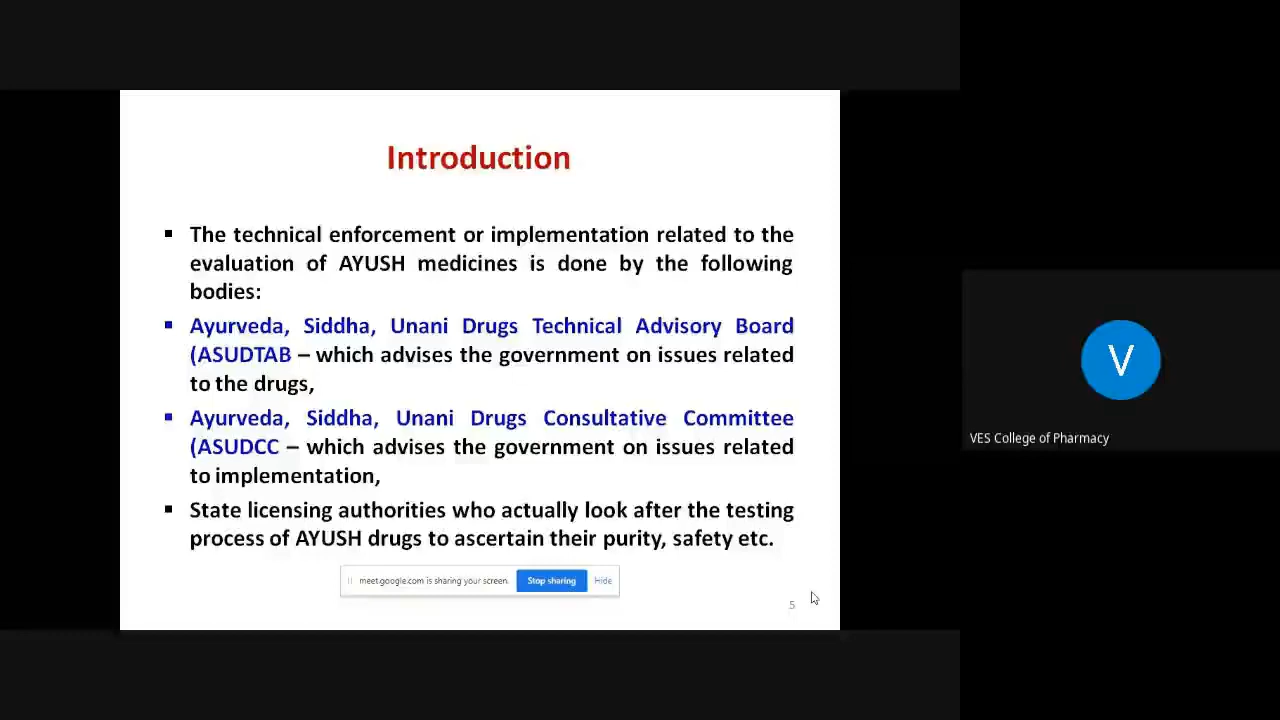 Introduction
▪ The technical enforcement or implementation related to the
evaluation of AYUSH medicines is done by the following
bodies:
▪ Ayurveda, Siddha, Unani Drugs Technical Advisory Board
(ASUDTAB – which advises the government on issues related
to the drugs,
▪ Ayurveda, Siddha, Unani Drugs Consultative Committee
(ASUDCC – which advises the government on issues related
to implementation,
▪ State licensing authorities who actually look after the testing
process of AYUSH drugs to ascertain their purity, safety etc.
meet.google.com is sharing your screen. Stop sharing Hide
5
V
VES College of Pharmacy